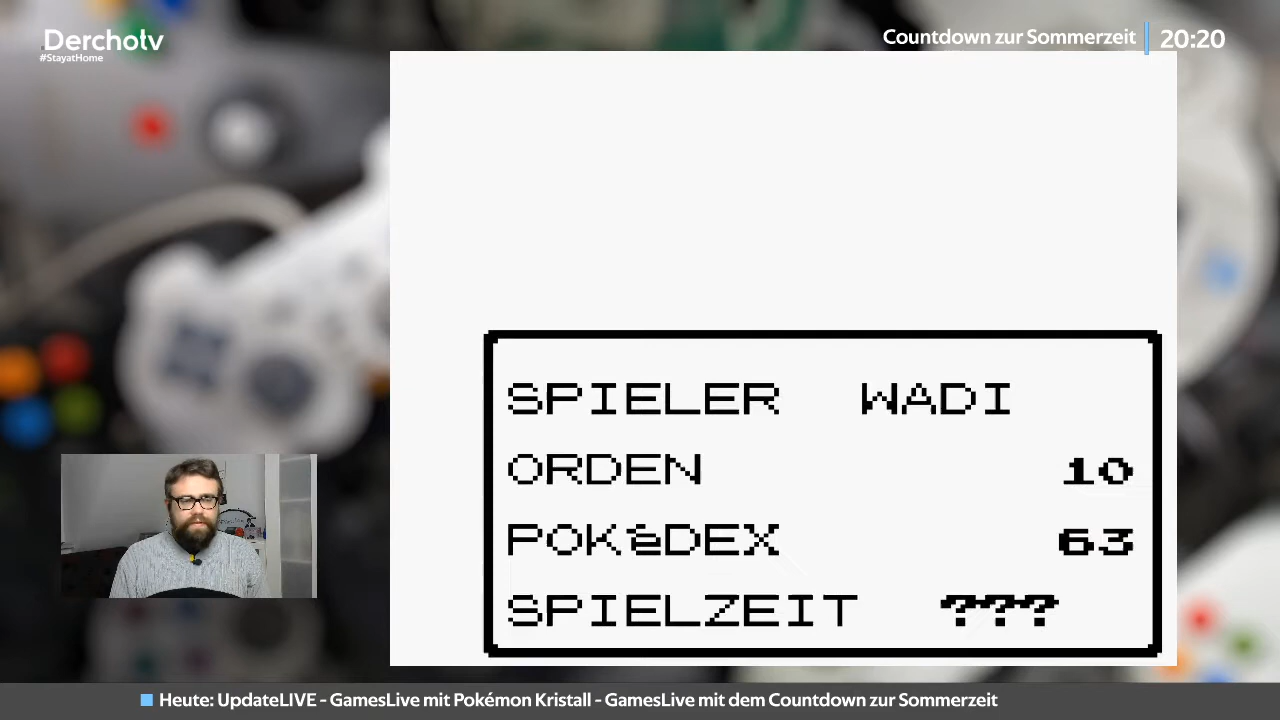 Derchotv
#StayatHome
Countdown zur Sommerzeit 20:20
SPIELER WADI
ORDEN 10
POKéDEX 63
SPIELZEIT ???
Heute: UpdateLIVE - GamesLive mit Pokémon Kristall - GamesLive mit dem Countdown zur Sommerzeit